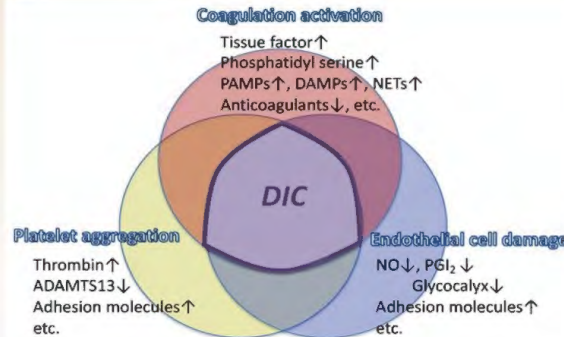 Coagulation activation
Tissue factor↑
Phosphatidyl serine↑
PAMPs↑, DAMPs↑, NETs↑
Anticoagulants↓, etc.
DIC
Platelet aggregation
Thrombin↑
ADAMTS13↓
Adhesion molecules↑
etc.
Endothelial cell damage
NO↓, PGI₂ ↓
Glycocalyx↓
Adhesion molecules↑
etc.